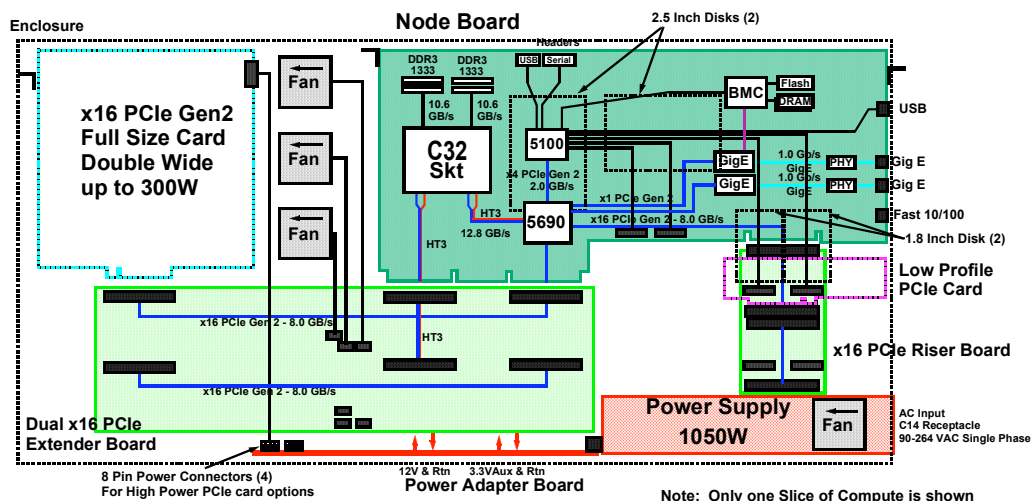 Enclosure
Node Board
2.5 Inch Disks (2)
Headers
USB
Serial
DDR3
1333
DDR3
1333
Fan
x16 PCIe Gen2
Full Size Card
Double Wide
up to 300W
10.6
GB/s
10.6
GB/s
BMC
Flash
DRAM
USB
Fan
C32
Skt
5100
GigE
1.0 Gb/s
GigE
PHY
Gig E
x4 PCIe Gen 2
2.0 GB/s
GigE
1.0 Gb/s
GigE
PHY
Gig E
x1 PCIe Gen 2
Fan
HT3
12.8 GB/s
5690
x16 PCIe Gen 2 - 8.0 GB/s
Fast 10/100
HT3
1.8 Inch Disk (2)
Low Profile
PCIe Card
x16 PCIe Gen 2 - 8.0 GB/s
HT3
x16 PCIe Riser Board
x16 PCIe Gen 2 - 8.0 GB/s
Dual x16 PCIe
Extender Board
Power Supply
1050W
Fan
AC Input
C14 Receptacle
90-264 VAC Single Phase
8 Pin Power Connectors (4)
For High Power PCIe card options
12V & Rtn
3.3VAux & Rtn
Power Adapter Board
Note: Only one Slice of Compute is shown